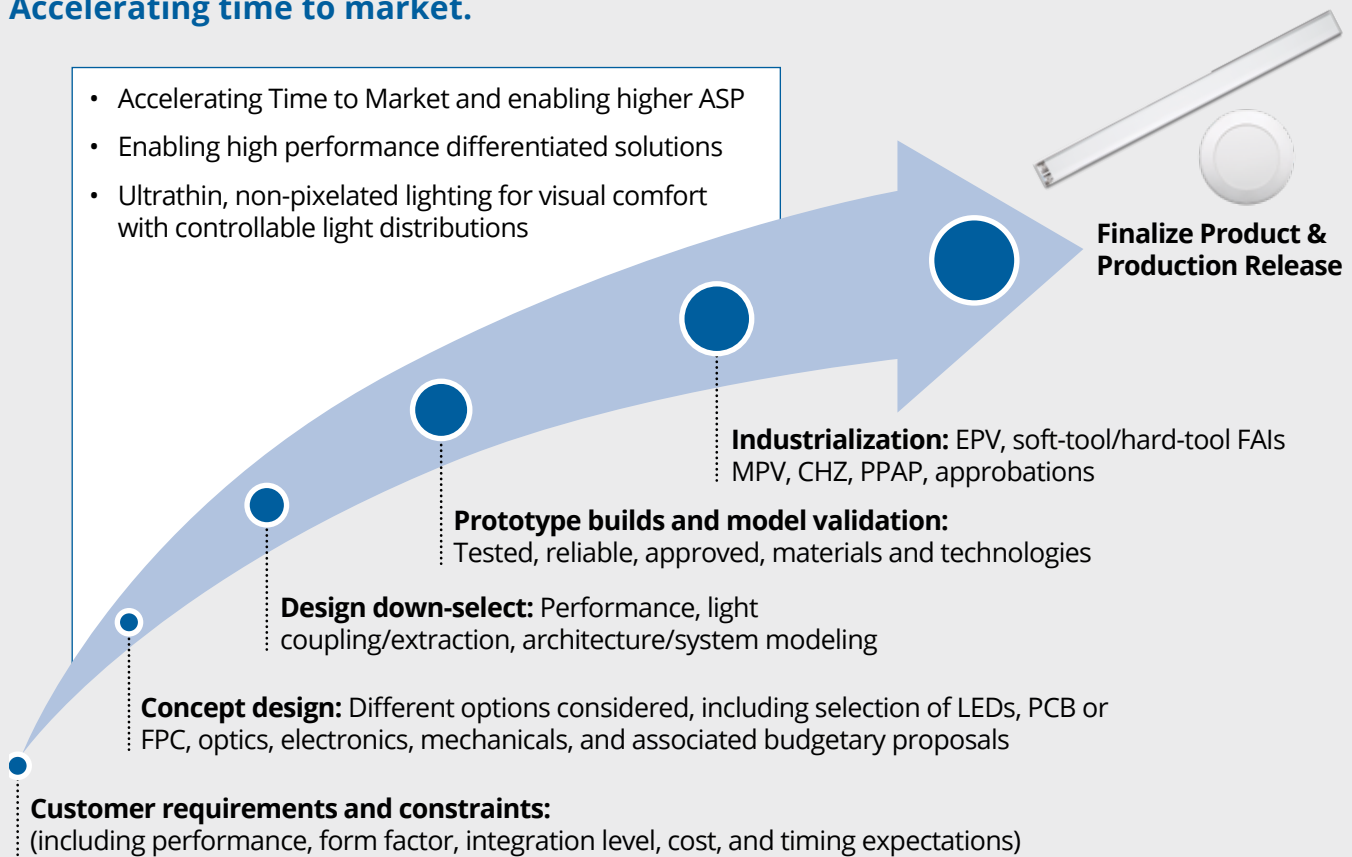 Accelerating time to market.
• Accelerating Time to Market and enabling higher ASP
• Enabling high performance differentiated solutions
• Ultrathin, non-pixelated lighting for visual comfort
with controllable light distributions
Finalize Product &
Production Release
Industrialization: EPV, soft-tool/hard-tool FAIs
MPV, CHZ, PPAP, approbations
Prototype builds and model validation:
Tested, reliable, approved, materials and technologies
Design down-select: Performance, light
coupling/extraction, architecture/system modeling
Concept design: Different options considered, including selection of LEDs, PCB or
FPC, optics, electronics, mechanicals, and associated budgetary proposals
Customer requirements and constraints:
(including performance, form factor, integration level, cost, and timing expectations)